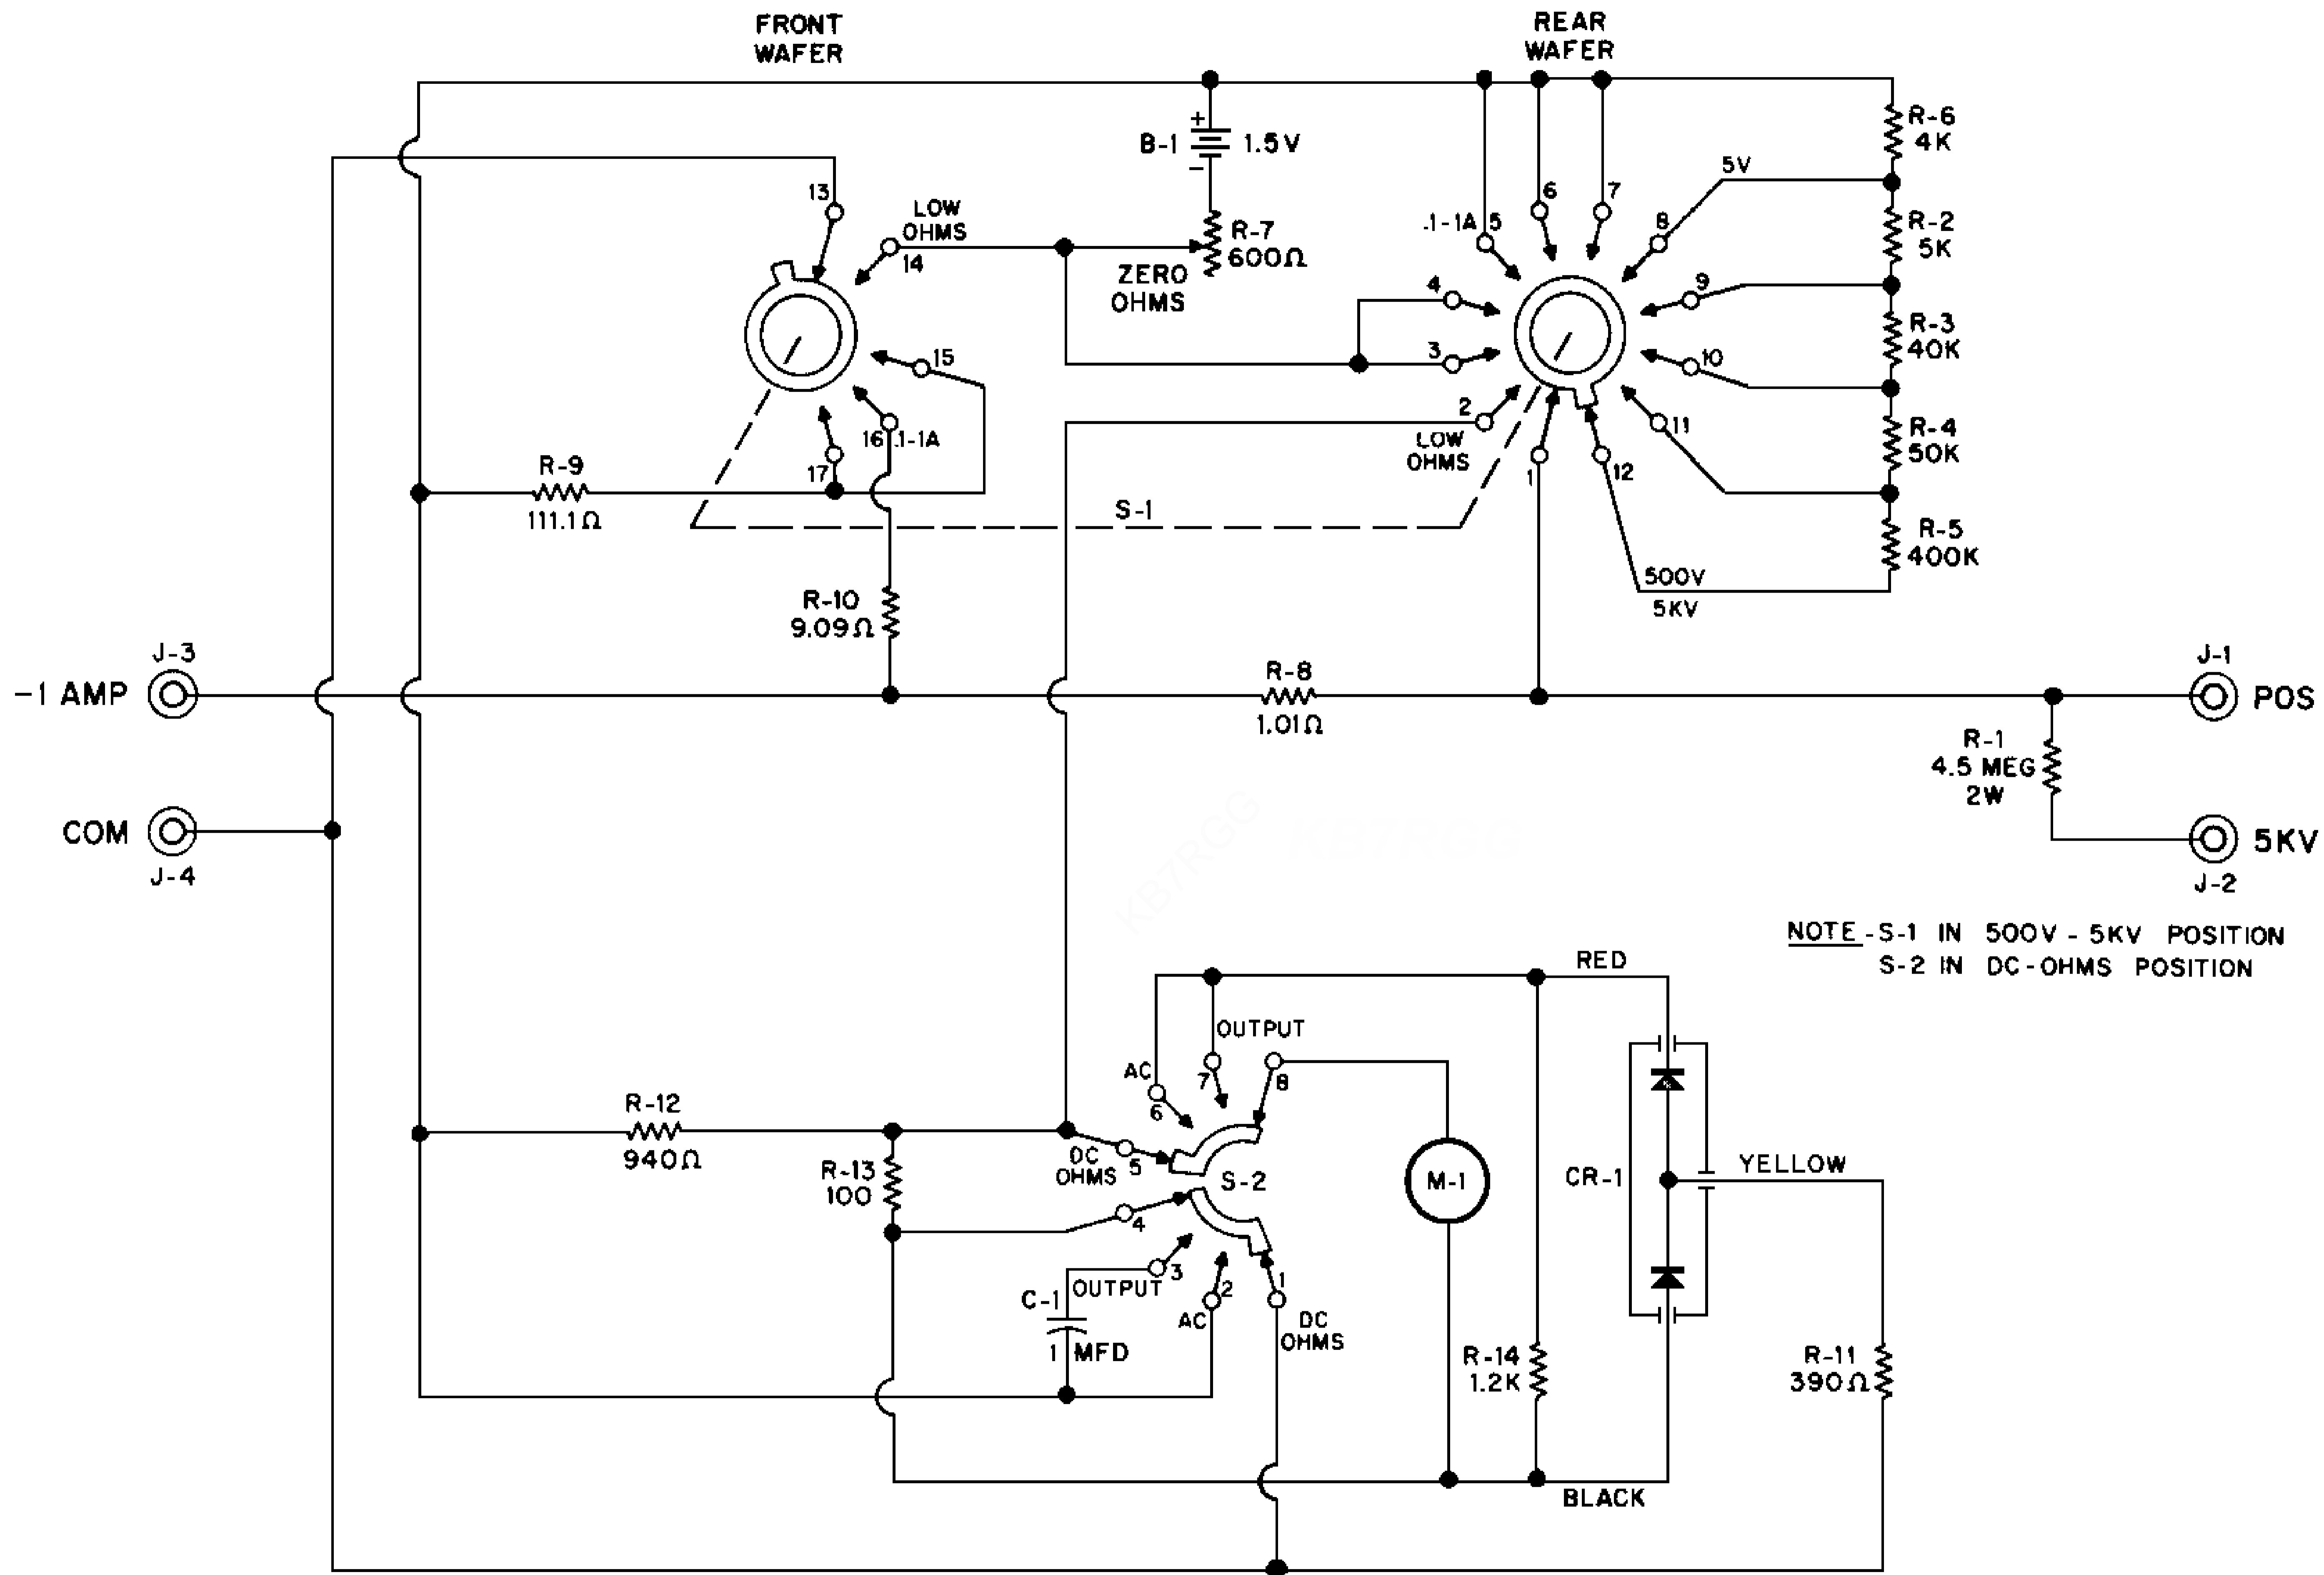 FRONT
WAFER
REAR
WAFER
B-1
+
-
1.5V
R-6
4K
5V
13
LOW
OHMS
14
R-7
600Ω
ZERO
OHMS
.1-1A
5
6
7
8
R-2
5K
4
9
R-3
40K
3
10
15
2
LOW
OHMS
11
R-4
50K
16
.1-1A
17
1
12
R-9
111.1Ω
S-1
R-5
400K
500V
5KV
R-10
9.09Ω
J-3
-1 AMP
R-8
1.01Ω
J-1
POS
R-1
4.5 MEG
2W
COM
J-4
5KV
J-2
KB7RGG
NOTE-S-1 IN 500V - 5KV POSITION
S-2 IN DC-OHMS POSITION
RED
OUTPUT
AC
6
7
8
R-12
940Ω
DC
OHMS
5
S-2
M-1
CR-1
YELLOW
R-13
100
4
3
OUTPUT
C-1
1 MFD
2
AC
1
DC
OHMS
R-14
1.2K
R-11
390Ω
BLACK